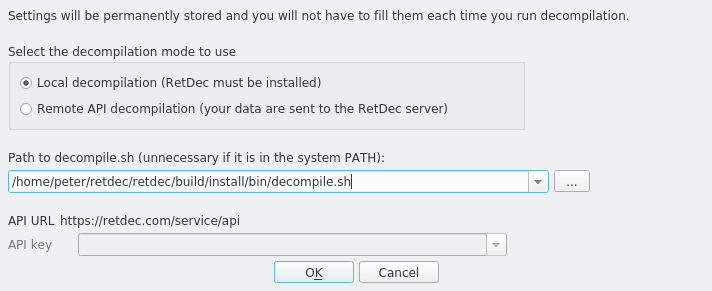 Settings will be permanently stored and you will not have to fill them each time you run decompilation.
Select the decompilation mode to use
Local decompilation (RetDec must be installed)
Remote API decompilation (your data are sent to the RetDec server)
Path to decompile.sh (unnecessary if it is in the system PATH):
/home/peter/retdec/retdec/build/install/bin/decompile.sh ...
API URL https://retdec.com/service/api
API key
OK Cancel